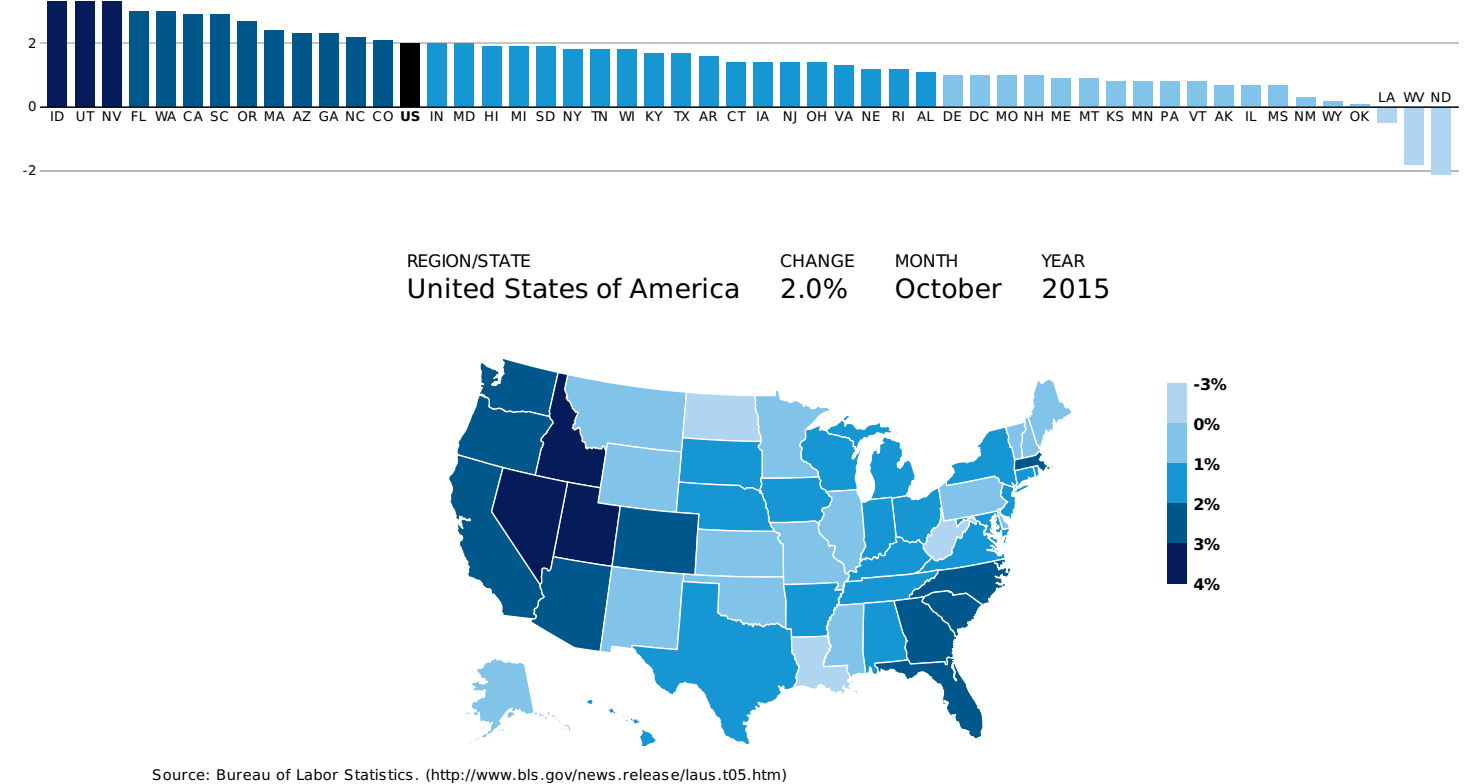 2
0
LA WV ND
ID UT NV FL WA CA SC OR MA AZ GA NC CO US IN MD HI MI SD NY TN WI KY TX AR CT IA NJ OH VA NE RI AL DE DC MO NH ME MT KS MN PA VT AK IL MS NM WY OK
-2
REGION/STATE CHANGE MONTH YEAR
United States of America 2.0% October 2015
-3%
0%
1%
2%
3%
4%
Source: Bureau of Labor Statistics. (http://www.bls.gov/news.release/laus.t05.htm)